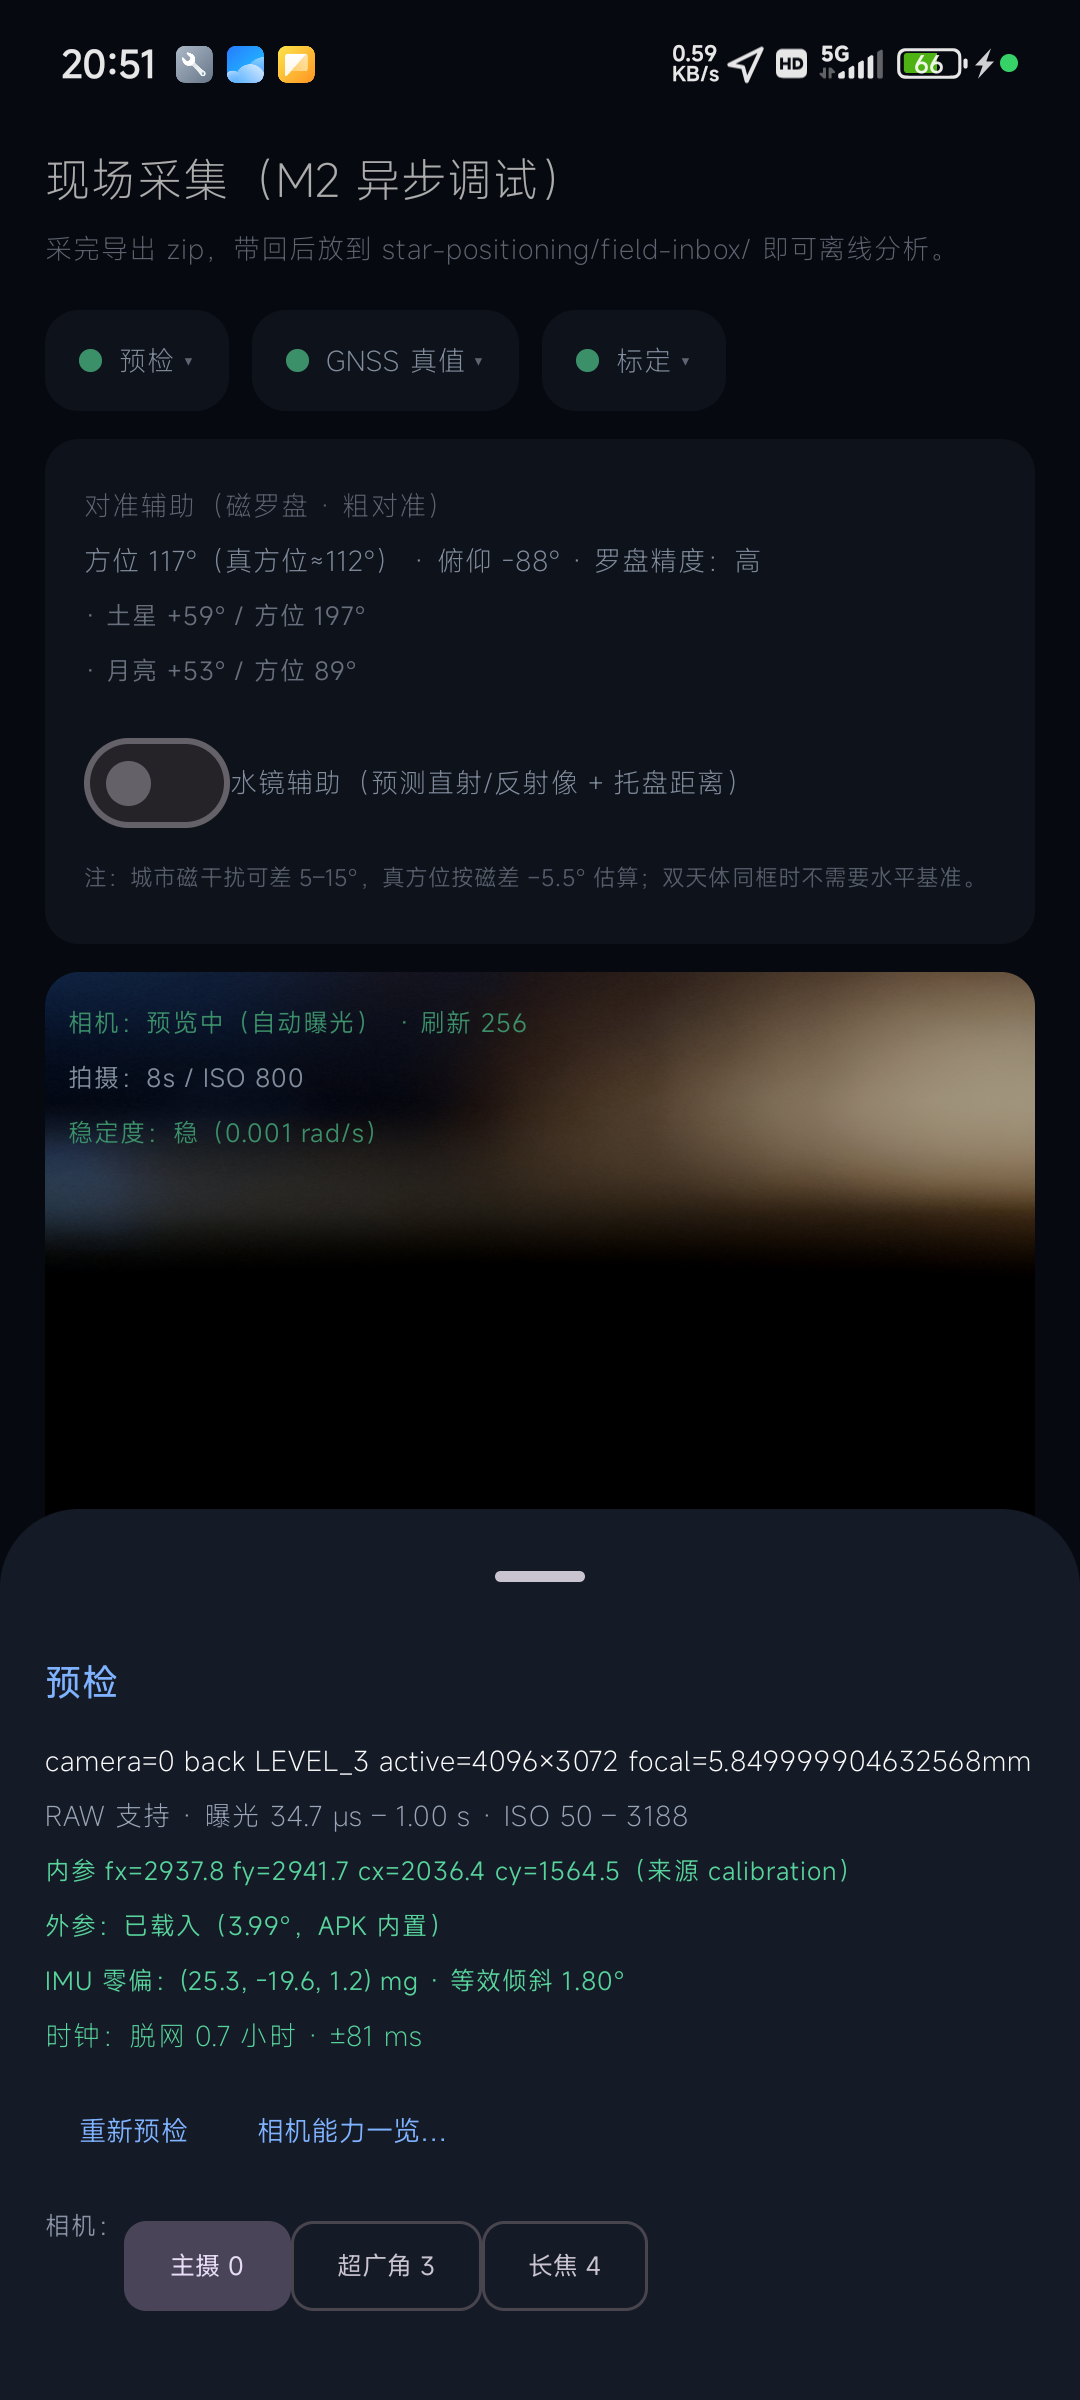 20:51
0.59 KB/s HD 5G 66
现场采集（M2 异步调试）
采完导出 zip，带回后放到 star-positioning/field-inbox/ 即可离线分析。
预检 ▾ GNSS 真值 ▾ 标定 ▾
对准辅助（磁罗盘 · 粗对准）
方位 117°（真方位≈112°） · 俯仰 -88° · 罗盘精度：高
· 土星 +59° / 方位 197°
· 月亮 +53° / 方位 89°
水镜辅助（预测直射/反射像 + 托盘距离）
注：城市磁干扰可差 5–15°，真方位按磁差 −5.5° 估算；双天体同框时不需要水平基准。
相机：预览中（自动曝光） · 刷新 256
拍摄：8s / ISO 800
稳定度：稳（0.001 rad/s）
预检
camera=0 back LEVEL_3 active=4096×3072 focal=5.849999904632568mm
RAW 支持 · 曝光 34.7 µs – 1.00 s · ISO 50 – 3188
内参 fx=2937.8 fy=2941.7 cx=2036.4 cy=1564.5（来源 calibration）
外参：已载入（3.99°，APK 内置）
IMU 零偏：(25.3, -19.6, 1.2) mg · 等效倾斜 1.80°
时钟：脱网 0.7 小时 · ±81 ms
重新预检 相机能力一览…
相机：
主摄 0 超广角 3 长焦 4